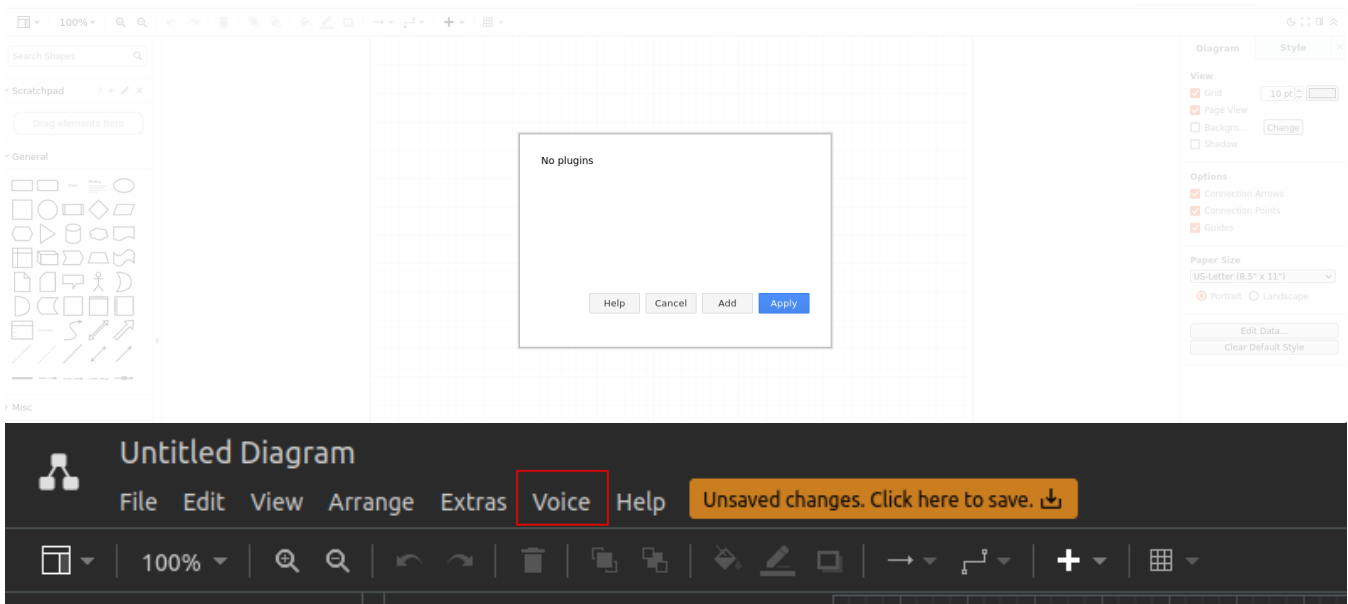 100%
Search Shapes
Scratchpad
Drag elements here
General
Misc
No plugins
Help Cancel Add Apply
Diagram Style
View
Grid 10 pt
Page View
Backgro... Change
Shadow
Options
Connection Arrows
Connection Points
Guides
Paper Size
US-Letter (8.5" x 11")
Portrait Landscape
Edit Data...
Clear Default Style
Untitled Diagram
File Edit View Arrange Extras Voice Help Unsaved changes. Click here to save.
100%